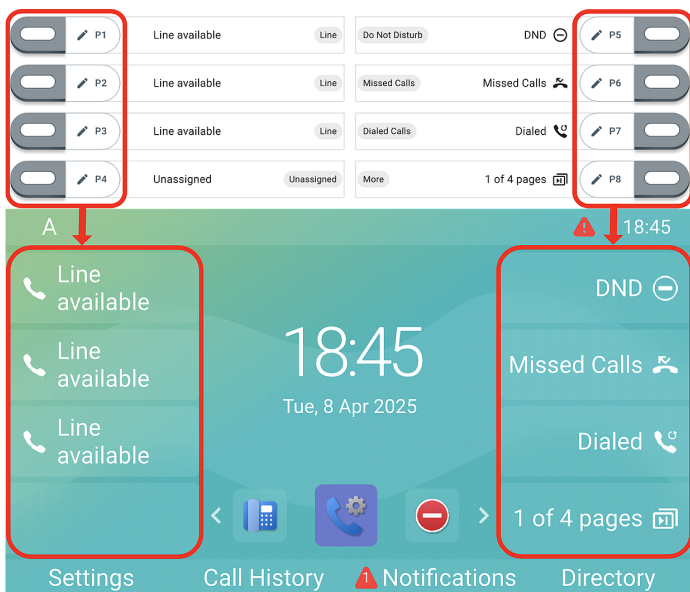 P1 Line available Line Do Not Disturb DND P5
P2 Line available Line Missed Calls Missed Calls P6
P3 Line available Line Dialed Calls Dialed P7
P4 Unassigned Unassigned More 1 of 4 pages P8
A 18:45
Line
available
DND
Line
available
Missed Calls
Line
available
Dialed
1 of 4 pages
18:45
Tue, 8 Apr 2025
Settings Call History 1 Notifications Directory